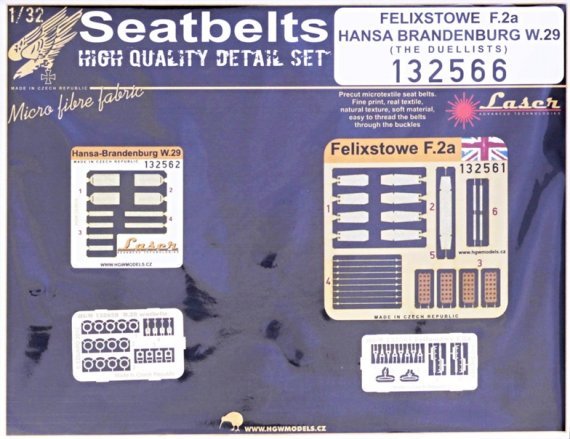 1/32
Seatbelts
HIGH QUALITY DETAIL SET
FELIXSTOWE F.2a
HANSA BRANDENBURG W.29
(THE DUELLISTS)
132566
MADE IN CZECH REPUBLIC
Micro fibre fabric
Precut microtextile seat belts.
Fine print, real textile,
natural texture, soft material,
easy to thread the belts
through the buckles
Laser
ADVANCED TECHNOLOGIES
Hansa-Brandenburg W.29
MADE IN CZECH REPUBLIC
132562
1
2
3
4
Laser
WWW.HGWMODELS.CZ
Felixstowe F.2a
132561
1
2
5
6
www.hgwmodels.cz
3
4
MADE IN CZECH REPUBLIC
WWW.HGWMODELS.CZ